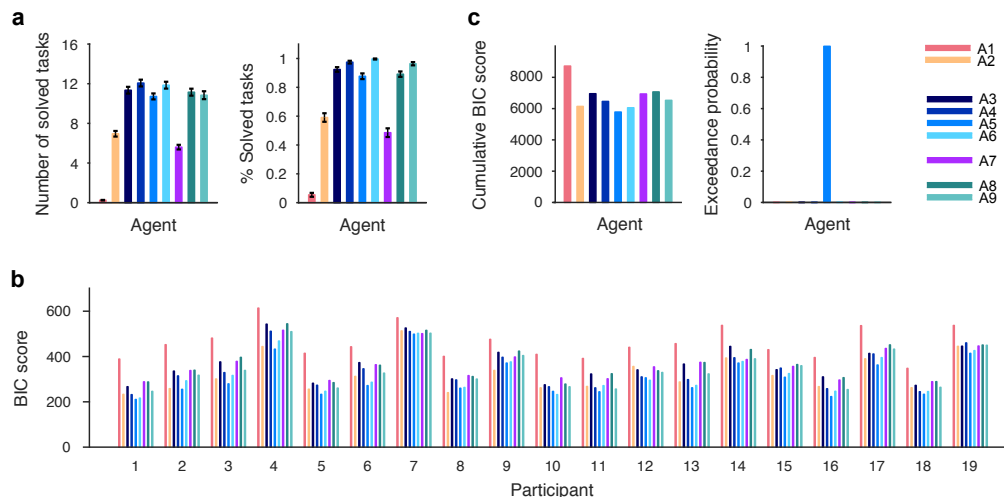 a
Number of solved tasks
16
12
8
4
0
Agent
% Solved tasks
1
0.8
0.6
0.4
0.2
0
Agent
c
Cumulative BIC score
8000
6000
4000
2000
0
Agent
Exceedance probability
1
0.8
0.6
0.4
0.2
0
Agent
A1
A2
A3
A4
A5
A6
A7
A8
A9
b
BIC score
600
400
200
0
1 2 3 4 5 6 7 8 9 10 11 12 13 14 15 16 17 18 19
Participant